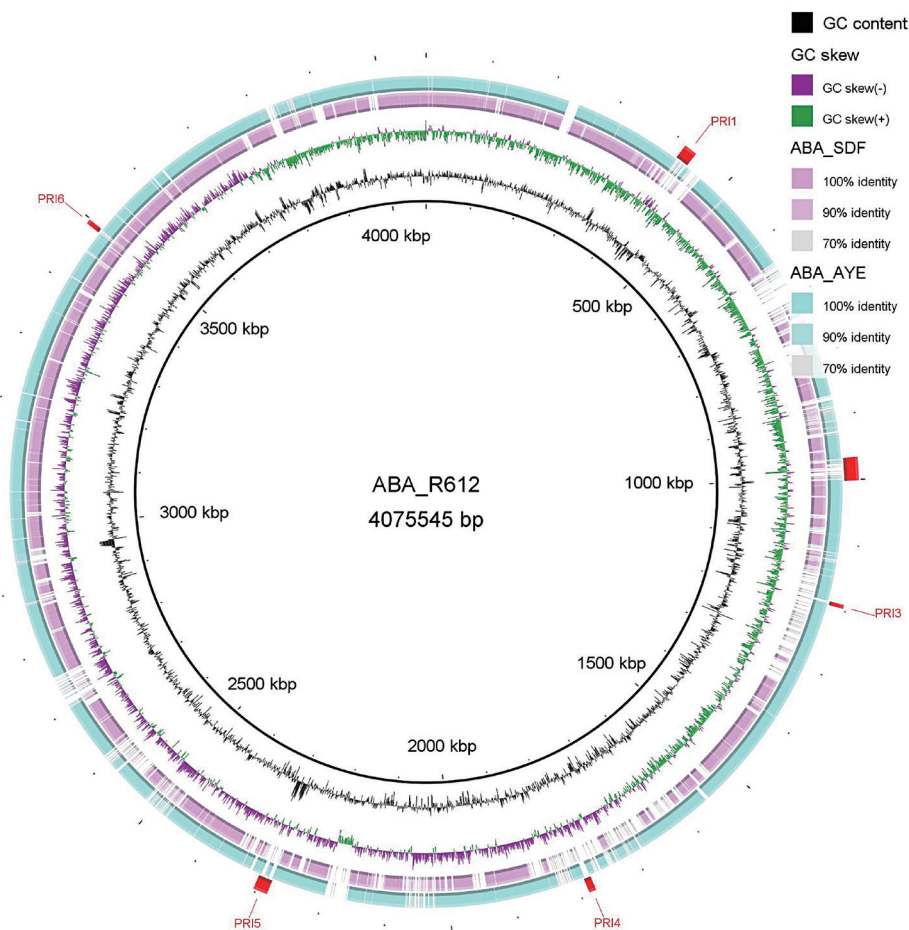 GC content
GC skew
GC skew(-)
GC skew(+)
ABA_SDF
100% identity
90% identity
70% identity
ABA_AYE
100% identity
90% identity
70% identity
PRI1
PRI6
4000 kbp
500 kbp
3500 kbp
ABA_R612
4075545 bp
1000 kbp
3000 kbp
PRI3
1500 kbp
2500 kbp
2000 kbp
PRI5
PRI4